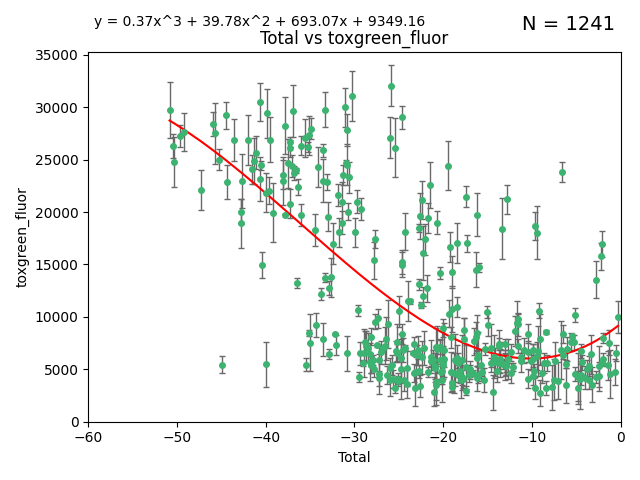 y = 0.37x^3 + 39.78x^2 + 693.07x + 9349.16
N = 1241
Total vs toxgreen_fluor
35000
30000
25000
20000
15000
10000
5000
0
toxgreen_fluor
−60 −50 −40 −30 −20 −10 0
Total